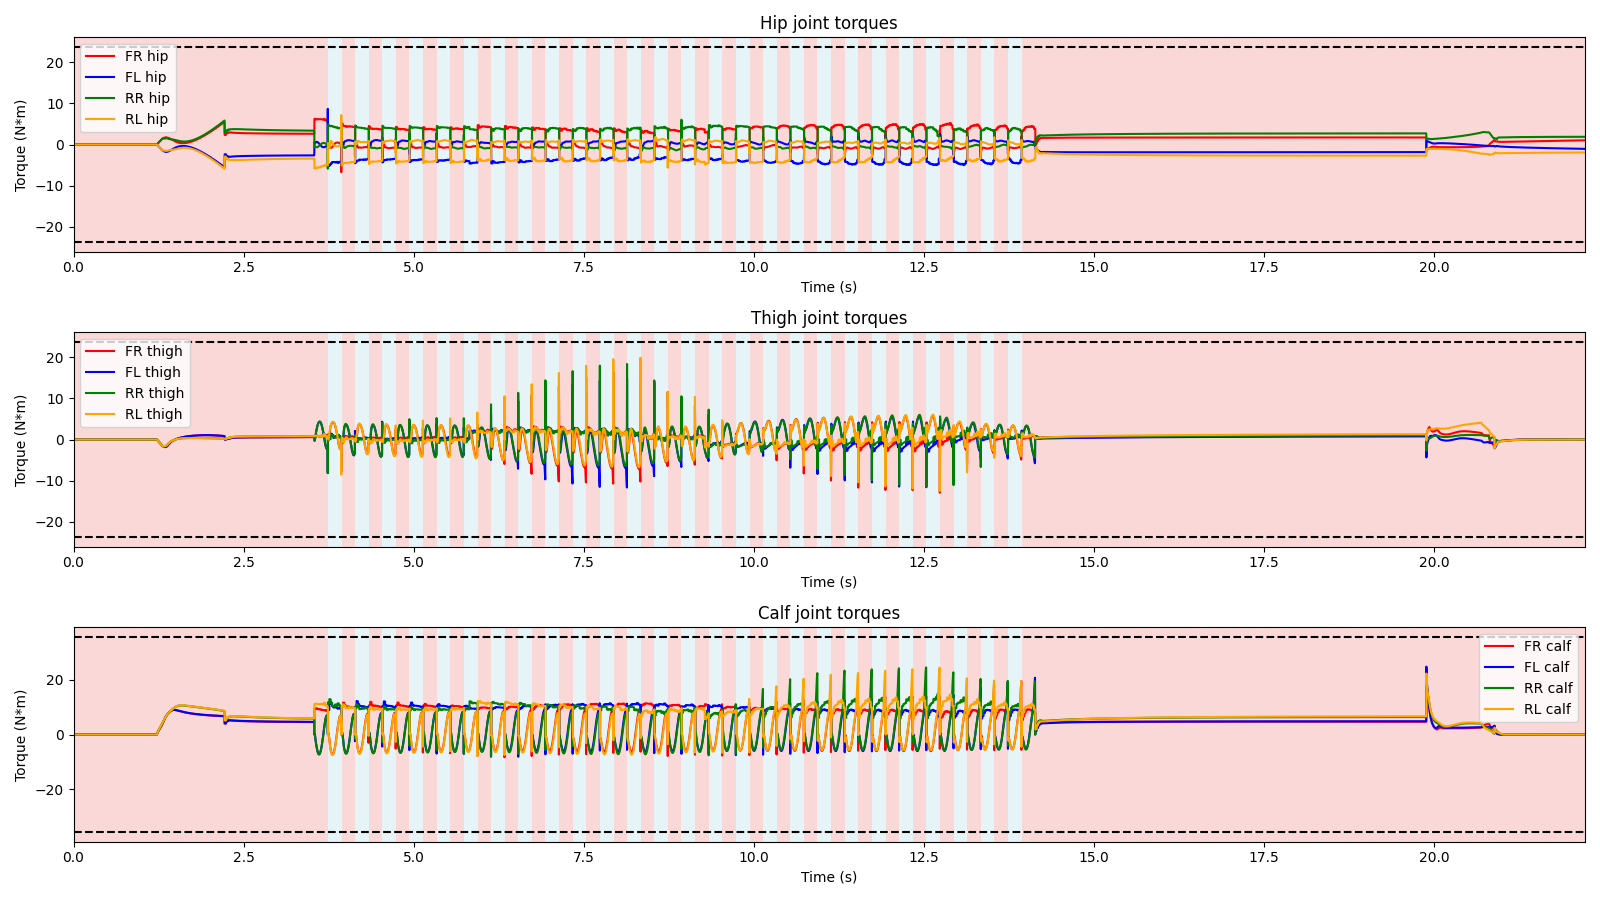 Hip joint torques
20
10
0
−10
−20
Torque (N*m)
FR hip
FL hip
RR hip
RL hip
0.0 2.5 5.0 7.5 10.0 12.5 15.0 17.5 20.0
Time (s)
Thigh joint torques
20
10
0
−10
−20
Torque (N*m)
FR thigh
FL thigh
RR thigh
RL thigh
0.0 2.5 5.0 7.5 10.0 12.5 15.0 17.5 20.0
Time (s)
Calf joint torques
20
0
−20
Torque (N*m)
FR calf
FL calf
RR calf
RL calf
0.0 2.5 5.0 7.5 10.0 12.5 15.0 17.5 20.0
Time (s)